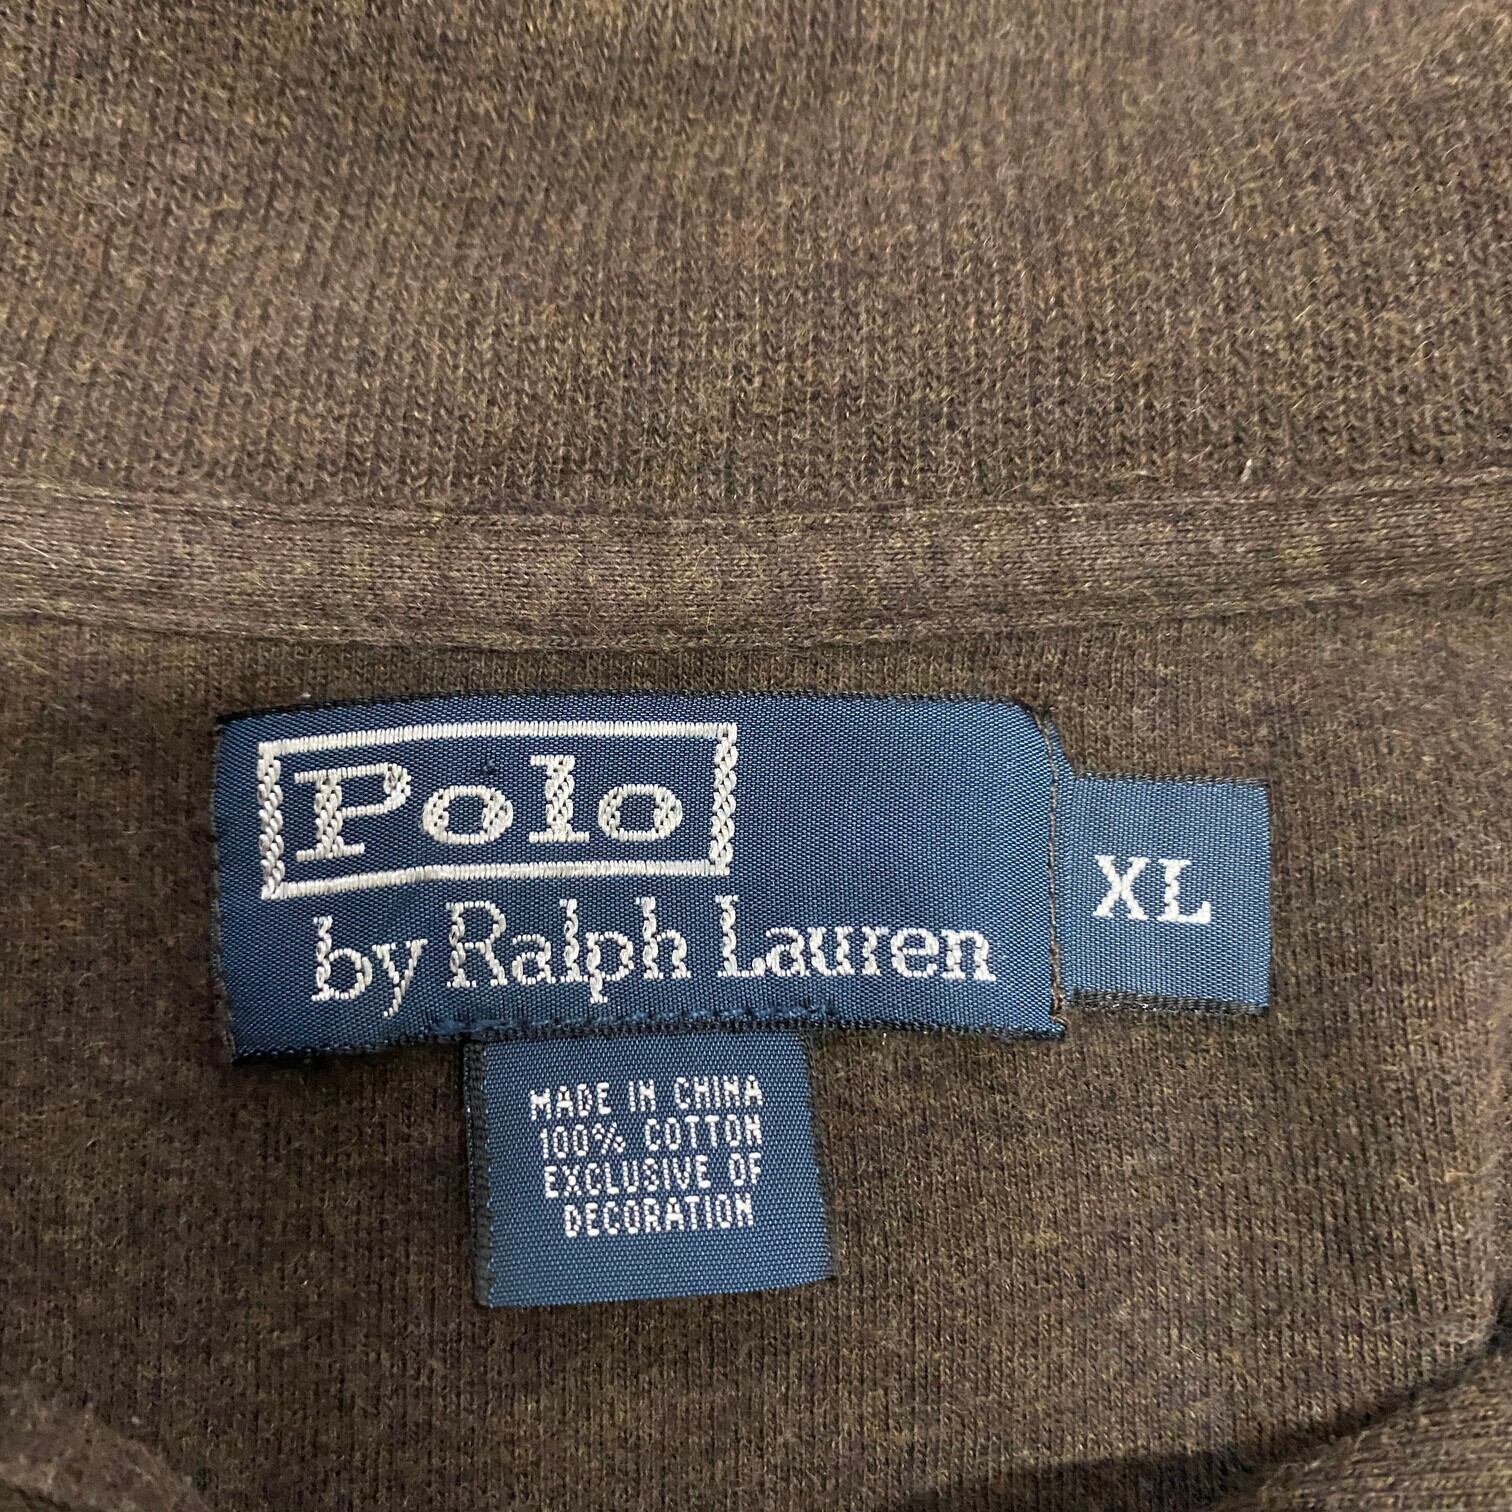 Polo
by Ralph Lauren
XL
MADE IN CHINA
100% COTTON
EXCLUSIVE OF
DECORATION